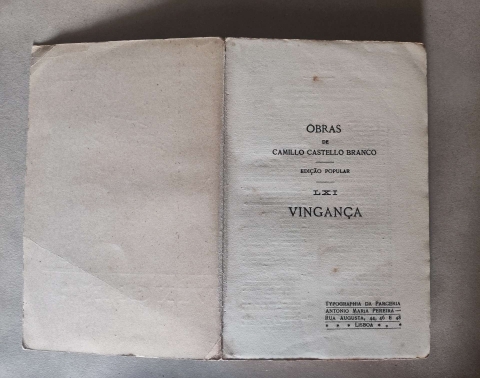 OBRAS
DE
CAMILLO CASTELLO BRANCO
EDIÇÃO POPULAR
LXI
VINGANÇA
TYPOGRAPHIA DA PARCERIA
ANTONIO MARIA PEREIRA —
RUA AUGUSTA, 44, 46 E 48
* * * LISBOA * *